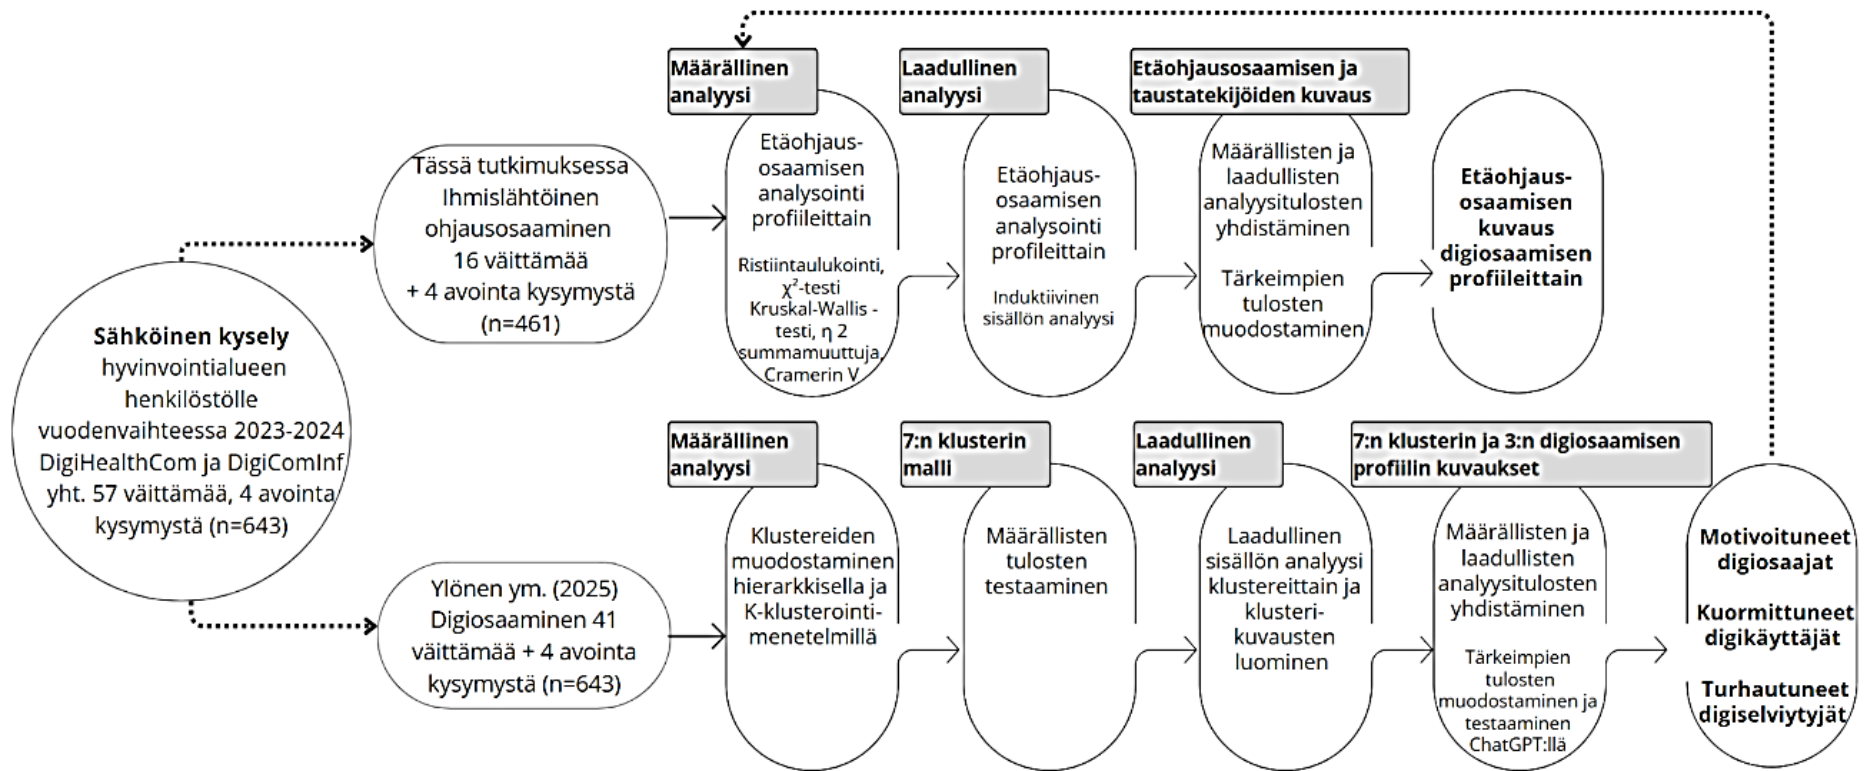 Sähköinen kysely
hyvinvointialueen
henkilöstölle
vuodenvaihteessa 2023-2024
DigiHealthCom ja DigiComInf
yht. 57 väittämää, 4 avointa
kysymystä (n=643)
Tässä tutkimuksessa
Ihmislähtöinen
ohjausosaaminen
16 väittämää
+ 4 avointa kysymystä
(n=461)
Määrällinen
analyysi
Etäohjaus-
osaamisen
analysointi
profiileittain
Ristiintaulukointi,
χ²-testi
Kruskal-Wallis -
testi, η 2
summamuuttuja,
Cramerin V
Laadullinen
analyysi
Etäohjaus-
osaamisen
analysointi
profileittain
Induktiivinen
sisällön analyysi
Etäohjausosaamisen ja
taustatekijöiden kuvaus
Määrällisten ja
laadullisten
analyysitulosten
yhdistäminen
Tärkeimpien
tulosten
muodostaminen
Etäohjaus-
osaamisen
kuvaus
digiosaamisen
profiileittain
Ylönen ym. (2025)
Digiosaaminen 41
väittämää + 4 avointa
kysymystä (n=643)
Määrällinen
analyysi
Klustereiden
muodostaminen
hierarkkisella ja
K-klusterointi-
menetelmillä
7:n klusterin
malli
Määrällisten
tulosten
testaaminen
Laadullinen
analyysi
Laadullinen
sisällön analyysi
klustereittain ja
klusteri-
kuvausten
luominen
7:n klusterin ja 3:n digiosaamisen
profiilin kuvaukset
Määrällisten ja
laadullisten
analyysitulosten
yhdistäminen
Tärkeimpien
tulosten
muodostaminen ja
testaaminen
ChatGPT:llä
Motivoituneet
digiosaajat
Kuormittuneet
digikäyttäjät
Turhautuneet
digiselviytyjät